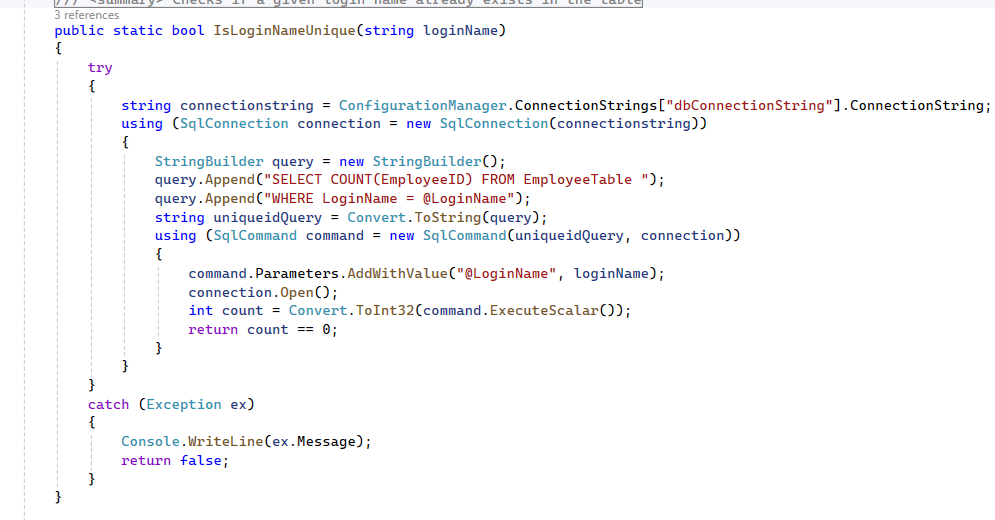 /// <summary> Checks if a given login name already exists in the table
3 references
public static bool IsLoginNameUnique(string loginName)
{
try
{
string connectionstring = ConfigurationManager.ConnectionStrings["dbConnectionString"].ConnectionString;
using (SqlConnection connection = new SqlConnection(connectionstring))
{
StringBuilder query = new StringBuilder();
query.Append("SELECT COUNT(EmployeeID) FROM EmployeeTable ");
query.Append("WHERE LoginName = @LoginName");
string uniqueidQuery = Convert.ToString(query);
using (SqlCommand command = new SqlCommand(uniqueidQuery, connection))
{
command.Parameters.AddWithValue("@LoginName", loginName);
connection.Open();
int count = Convert.ToInt32(command.ExecuteScalar());
return count == 0;
}
}
}
catch (Exception ex)
{
Console.WriteLine(ex.Message);
return false;
}
}